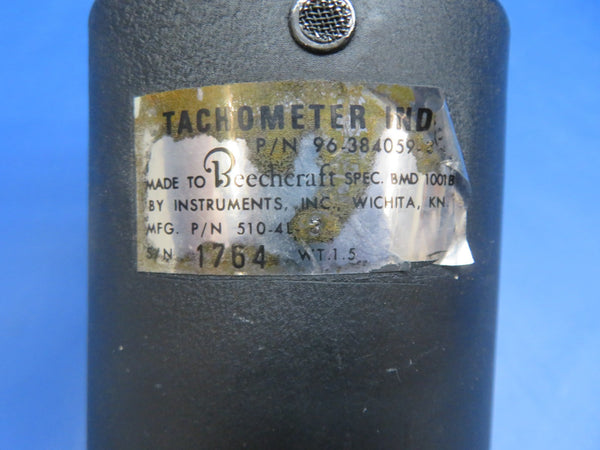 TACHOMETER IND
P/N 96-384059-
MADE TO Beechcraft SPEC. BMD 1001B
BY INSTRUMENTS, INC., WICHITA, KN.
MFG. P/N 510-4L
S/N 1764 WT. 1.5